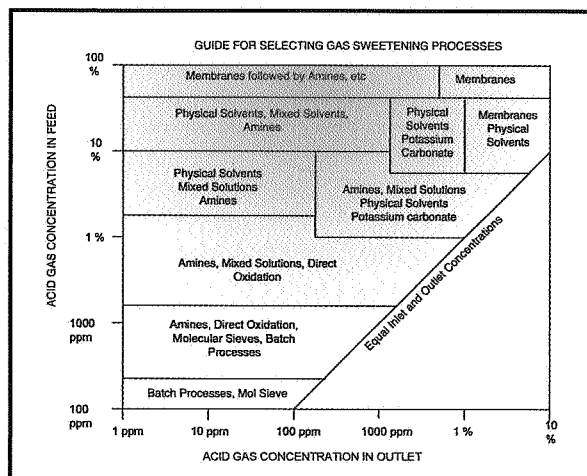 GUIDE FOR SELECTING GAS SWEETENING PROCESSES
100
%
Membranes followed by Amines, etc
Membranes
Physical Solvents, Mixed Solvents,
Amines
Physical
Solvents
Potassium
Carbonate
Membranes
Physical
Solvents
10
%
Physical Solvents
Mixed Solutions
Amines
Amines, Mixed Solutions
Physical Solvents
Potassium carbonate
1 %
Amines, Mixed Solutions, Direct
Oxidation
Equal Inlet and Outlet Concentrations
1000
ppm
Amines, Direct Oxidation,
Molecular Sieves, Batch
Processes
Batch Processes, Mol Sieve
100
ppm
ACID GAS CONCENTRATION IN FEED
1 ppm
10 ppm
100 ppm
1000 ppm
1 %
10
%
ACID GAS CONCENTRATION IN OUTLET